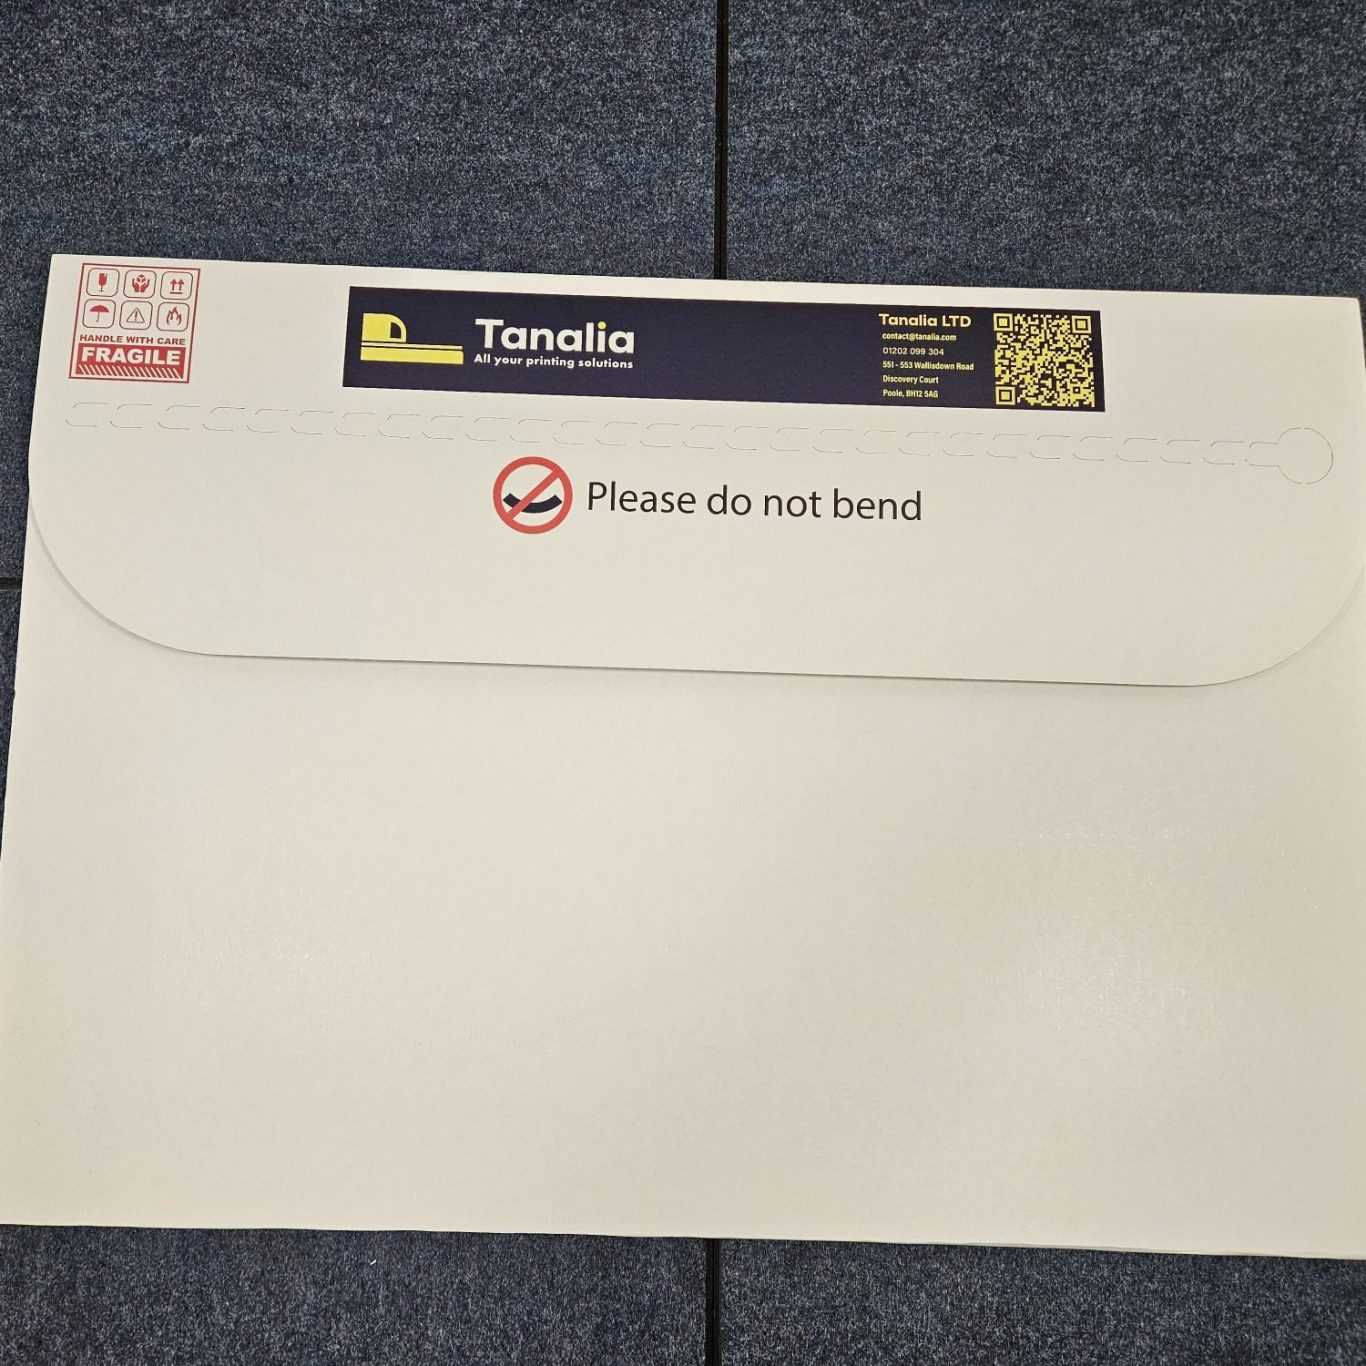 HANDLE WITH CARE
FRAGILE
Tanalia
All your printing solutions
Tanalia LTD
contact@tanalia.com
01202 099 304
551 - 553 Wallisdown Road
Discovery Court
Poole, BH12 5AG
Please do not bend